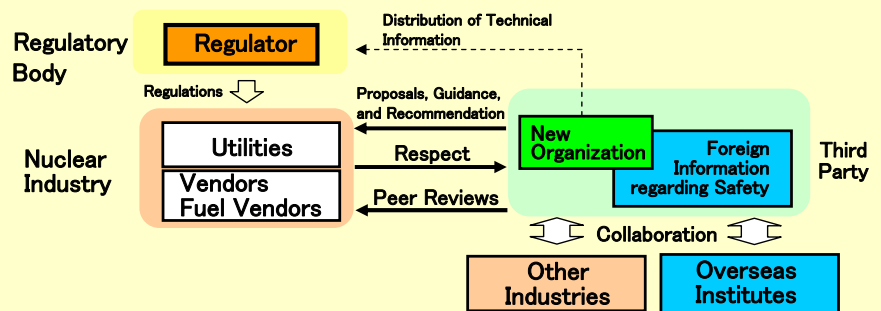 Regulatory
Body
Regulator
Distribution of Technical
Information
Regulations
Proposals, Guidance,
and Recommendation
Nuclear
Industry
Utilities
Vendors
Fuel Vendors
Respect
Peer Reviews
New
Organization
Foreign
Information
regarding Safety
Third
Party
Collaboration
Other
Industries
Overseas
Institutes